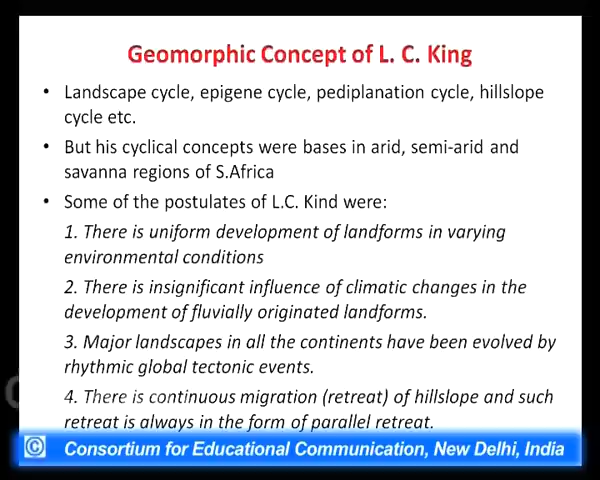 Geomorphic Concept of L. C. King
• Landscape cycle, epigene cycle, pediplanation cycle, hillslope
cycle etc.
• But his cyclical concepts were bases in arid, semi-arid and
savanna regions of S.Africa
• Some of the postulates of L.C. Kind were:
1. There is uniform development of landforms in varying
environmental conditions
2. There is insignificant influence of climatic changes in the
development of fluvially originated landforms.
3. Major landscapes in all the continents have been evolved by
rhythmic global tectonic events.
4. There is continuous migration (retreat) of hillslope and such
retreat is always in the form of parallel retreat.
© Consortium for Educational Communication, New Delhi, India